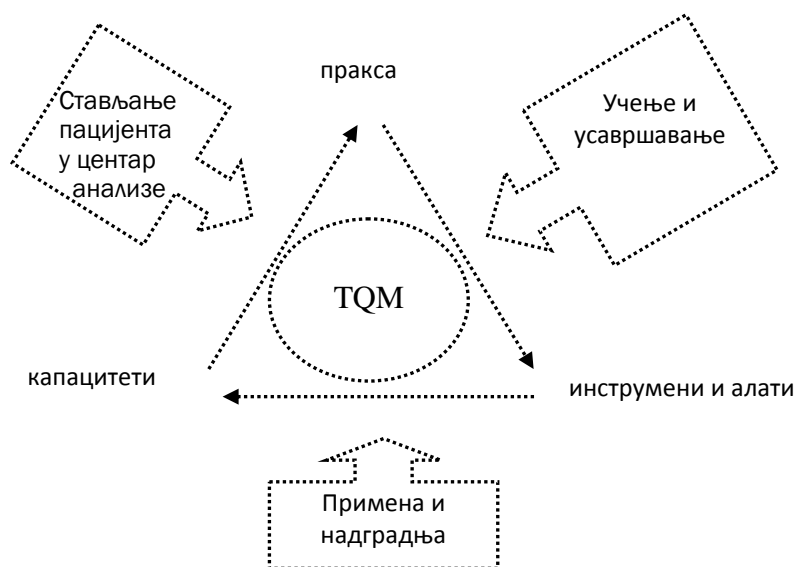 пракса
Стављање
пацијента
у центар
анализе
Учење и
усавршавање
TQM
капацитети
инструмени и алати
Примена и
надградња